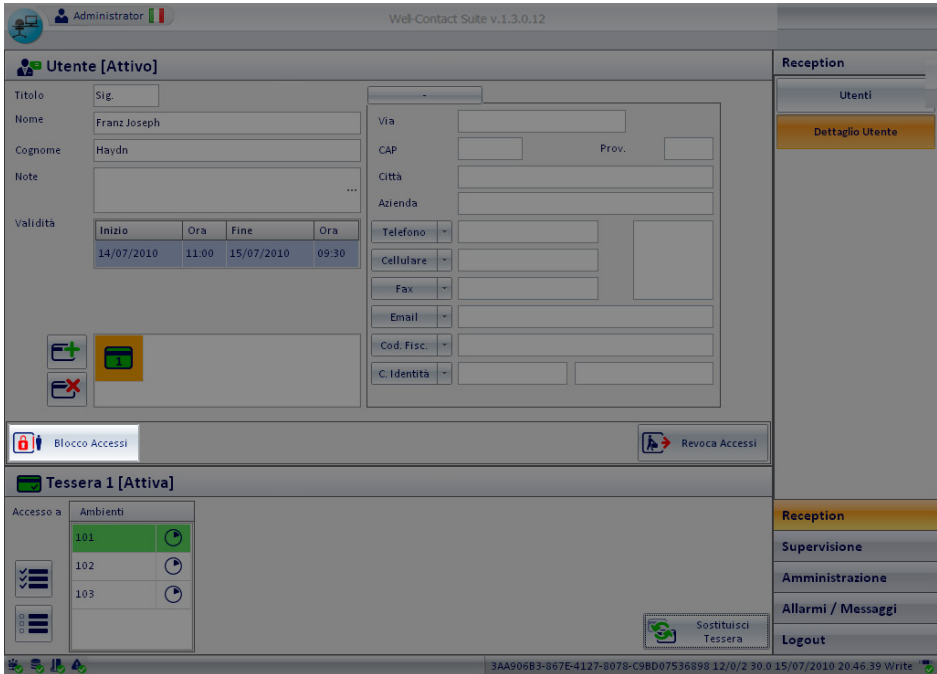 Administrator
Well-Contact Suite v.1.3.0.12
Utente [Attivo]
Titolo
Sig.
Nome
Franz Joseph
Cognome
Haydn
Note
...
Validità
Inizio Ora Fine Ora
14/07/2010 11:00 15/07/2010 09:30
1
-
Via
CAP
Prov.
Città
Azienda
Telefono
Cellulare
Fax
Email
Cod. Fisc.
C. Identità
Blocco Accessi
Revoca Accessi
Tessera 1 [Attiva]
Accesso a
Ambienti
101
102
103
Sostituisci
Tessera
Reception
Utenti
Dettaglio Utente
Reception
Supervisione
Amministrazione
Allarmi / Messaggi
Logout
3AA906B3-867E-4127-8078-C9BD07536898 12/0/2 30.0 15/07/2010 20.46.39 Write